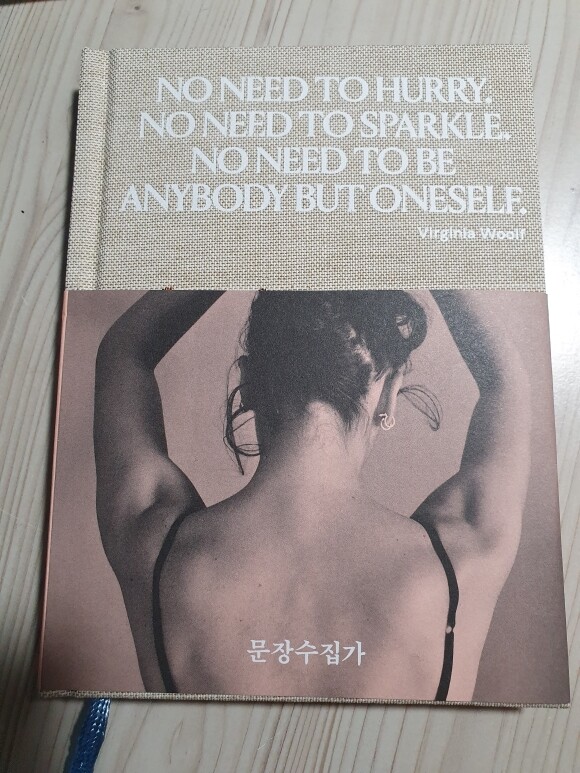 NO NEED TO HURRY.
NO NEED TO SPARKLE.
NO NEED TO BE
ANYBODY BUT ONESELF.
Virginia Woolf
문장수집가